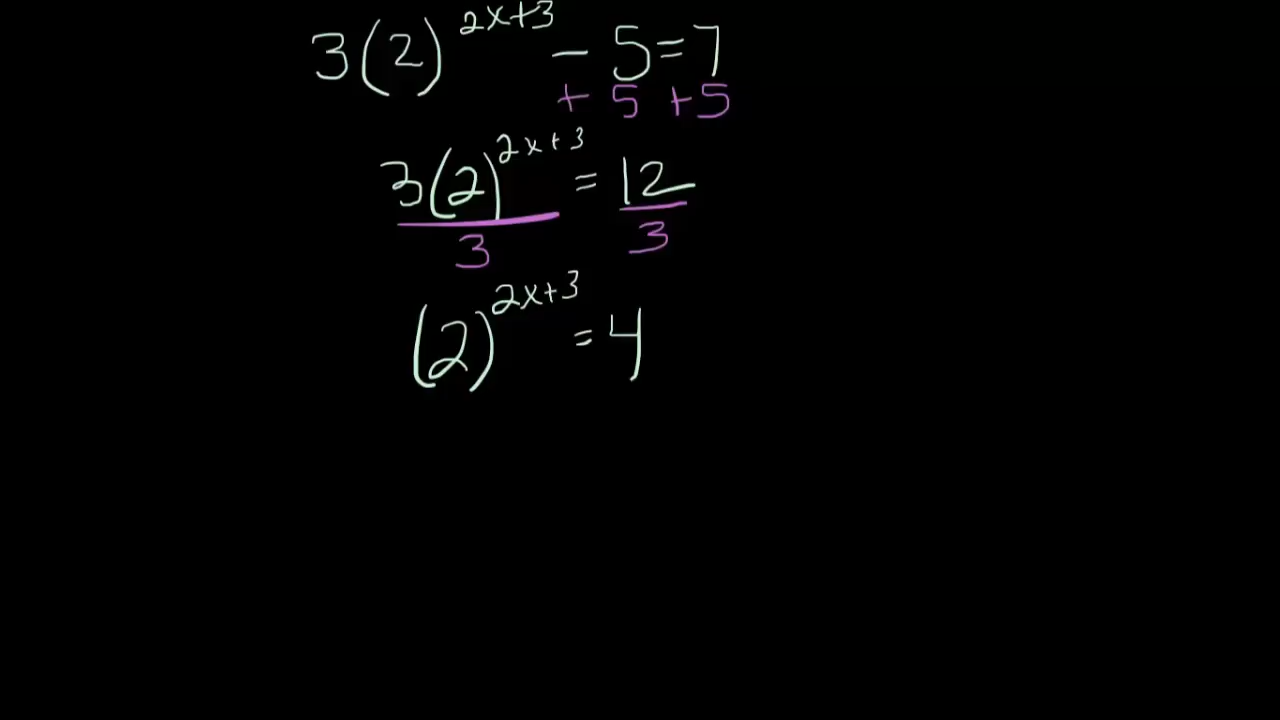 3(2)^{2x+3} - 5 = 7
+ 5 + 5
3(2)^{2x+3} = 12
3 3
(2)^{2x+3} = 4